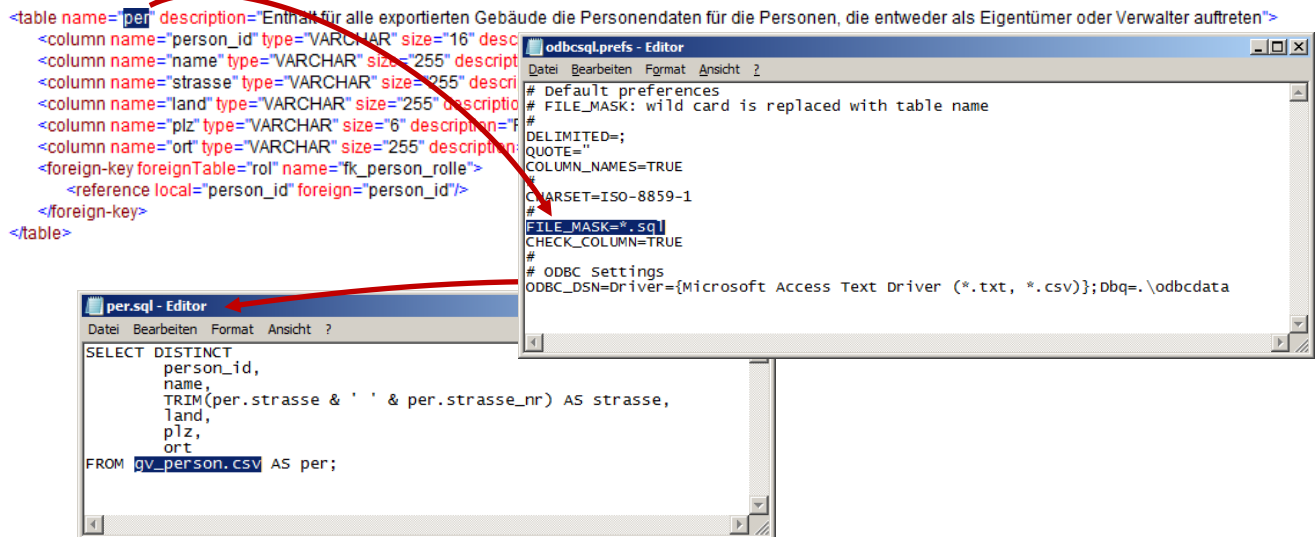 <table name="per" description="Enthält für alle exportierten Gebäude die Personendaten für die Personen, die entweder als Eigentümer oder Verwalter auftreten">
<column name="person_id" type="VARCHAR" size="16" desc
<column name="name" type="VARCHAR" size="255" descript
<column name="strasse" type="VARCHAR" size="255" descri
<column name="land" type="VARCHAR" size="255" descriptio
<column name="plz" type="VARCHAR" size="6" description="F
<column name="ort" type="VARCHAR" size="255" description=
<foreign-key foreignTable="rol" name="fk_person_rolle">
<reference local="person_id" foreign="person_id"/>
</foreign-key>
</table>
odbcsql.prefs - Editor
Datei Bearbeiten Format Ansicht ?
# Default preferences
# FILE_MASK: wild card is replaced with table name
#
DELIMITED=;
QUOTE="
COLUMN_NAMES=TRUE
#
CHARSET=ISO-8859-1
#
FILE_MASK=*.sql
CHECK_COLUMN=TRUE
#
# ODBC Settings
ODBC_DSN=Driver={Microsoft Access Text Driver (*.txt, *.csv)};Dbq=.\odbcdata
per.sql - Editor
Datei Bearbeiten Format Ansicht ?
SELECT DISTINCT
person_id,
name,
TRIM(per.strasse & ' ' & per.strasse_nr) AS strasse,
land,
plz,
ort
FROM gv_person.csv AS per;